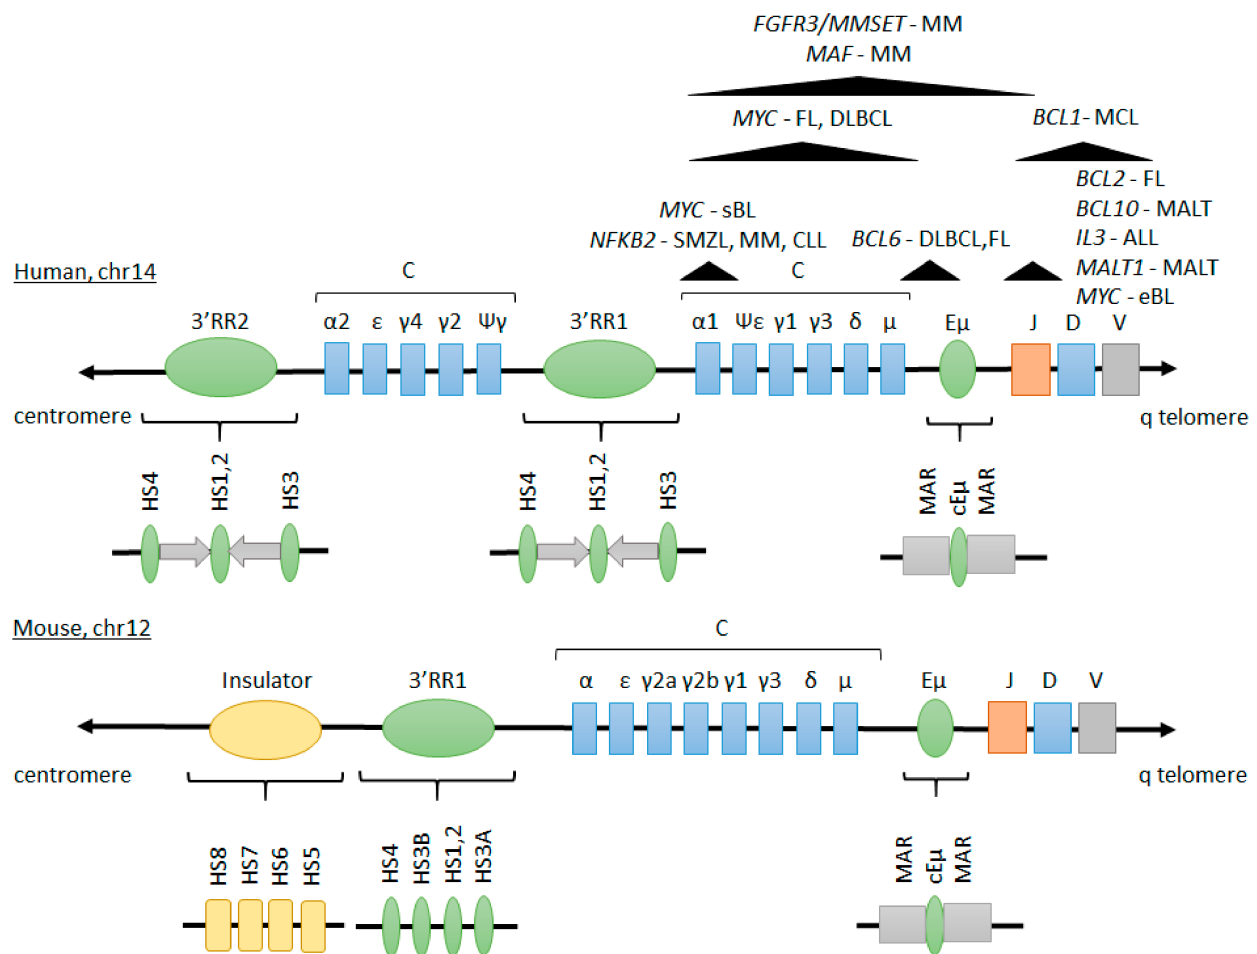 FGFR3/MMSET - MM
MAF - MM
MYC - FL, DLBCL
BCL1- MCL
BCL2 - FL
BCL10 - MALT
IL3 - ALL
MALT1 - MALT
MYC - eBL
MYC - sBL
NFKB2 - SMZL, MM, CLL
BCL6 - DLBCL,FL
Human, chr14
C
C
3'RR2
α2 ε γ4 γ2 Ψγ
3'RR1
α1 Ψε γ1 γ3 δ μ
Eμ
J D V
centromere
q telomere
HS4 HS1,2 HS3
HS4 HS1,2 HS3
MAR cEμ MAR
Mouse, chr12
C
Insulator
3'RR1
α ε γ2a γ2b γ1 γ3 δ μ
Eμ
J D V
centromere
q telomere
HS8 HS7 HS6 HS5
HS4 HS3B HS1,2 HS3A
MAR cEμ MAR